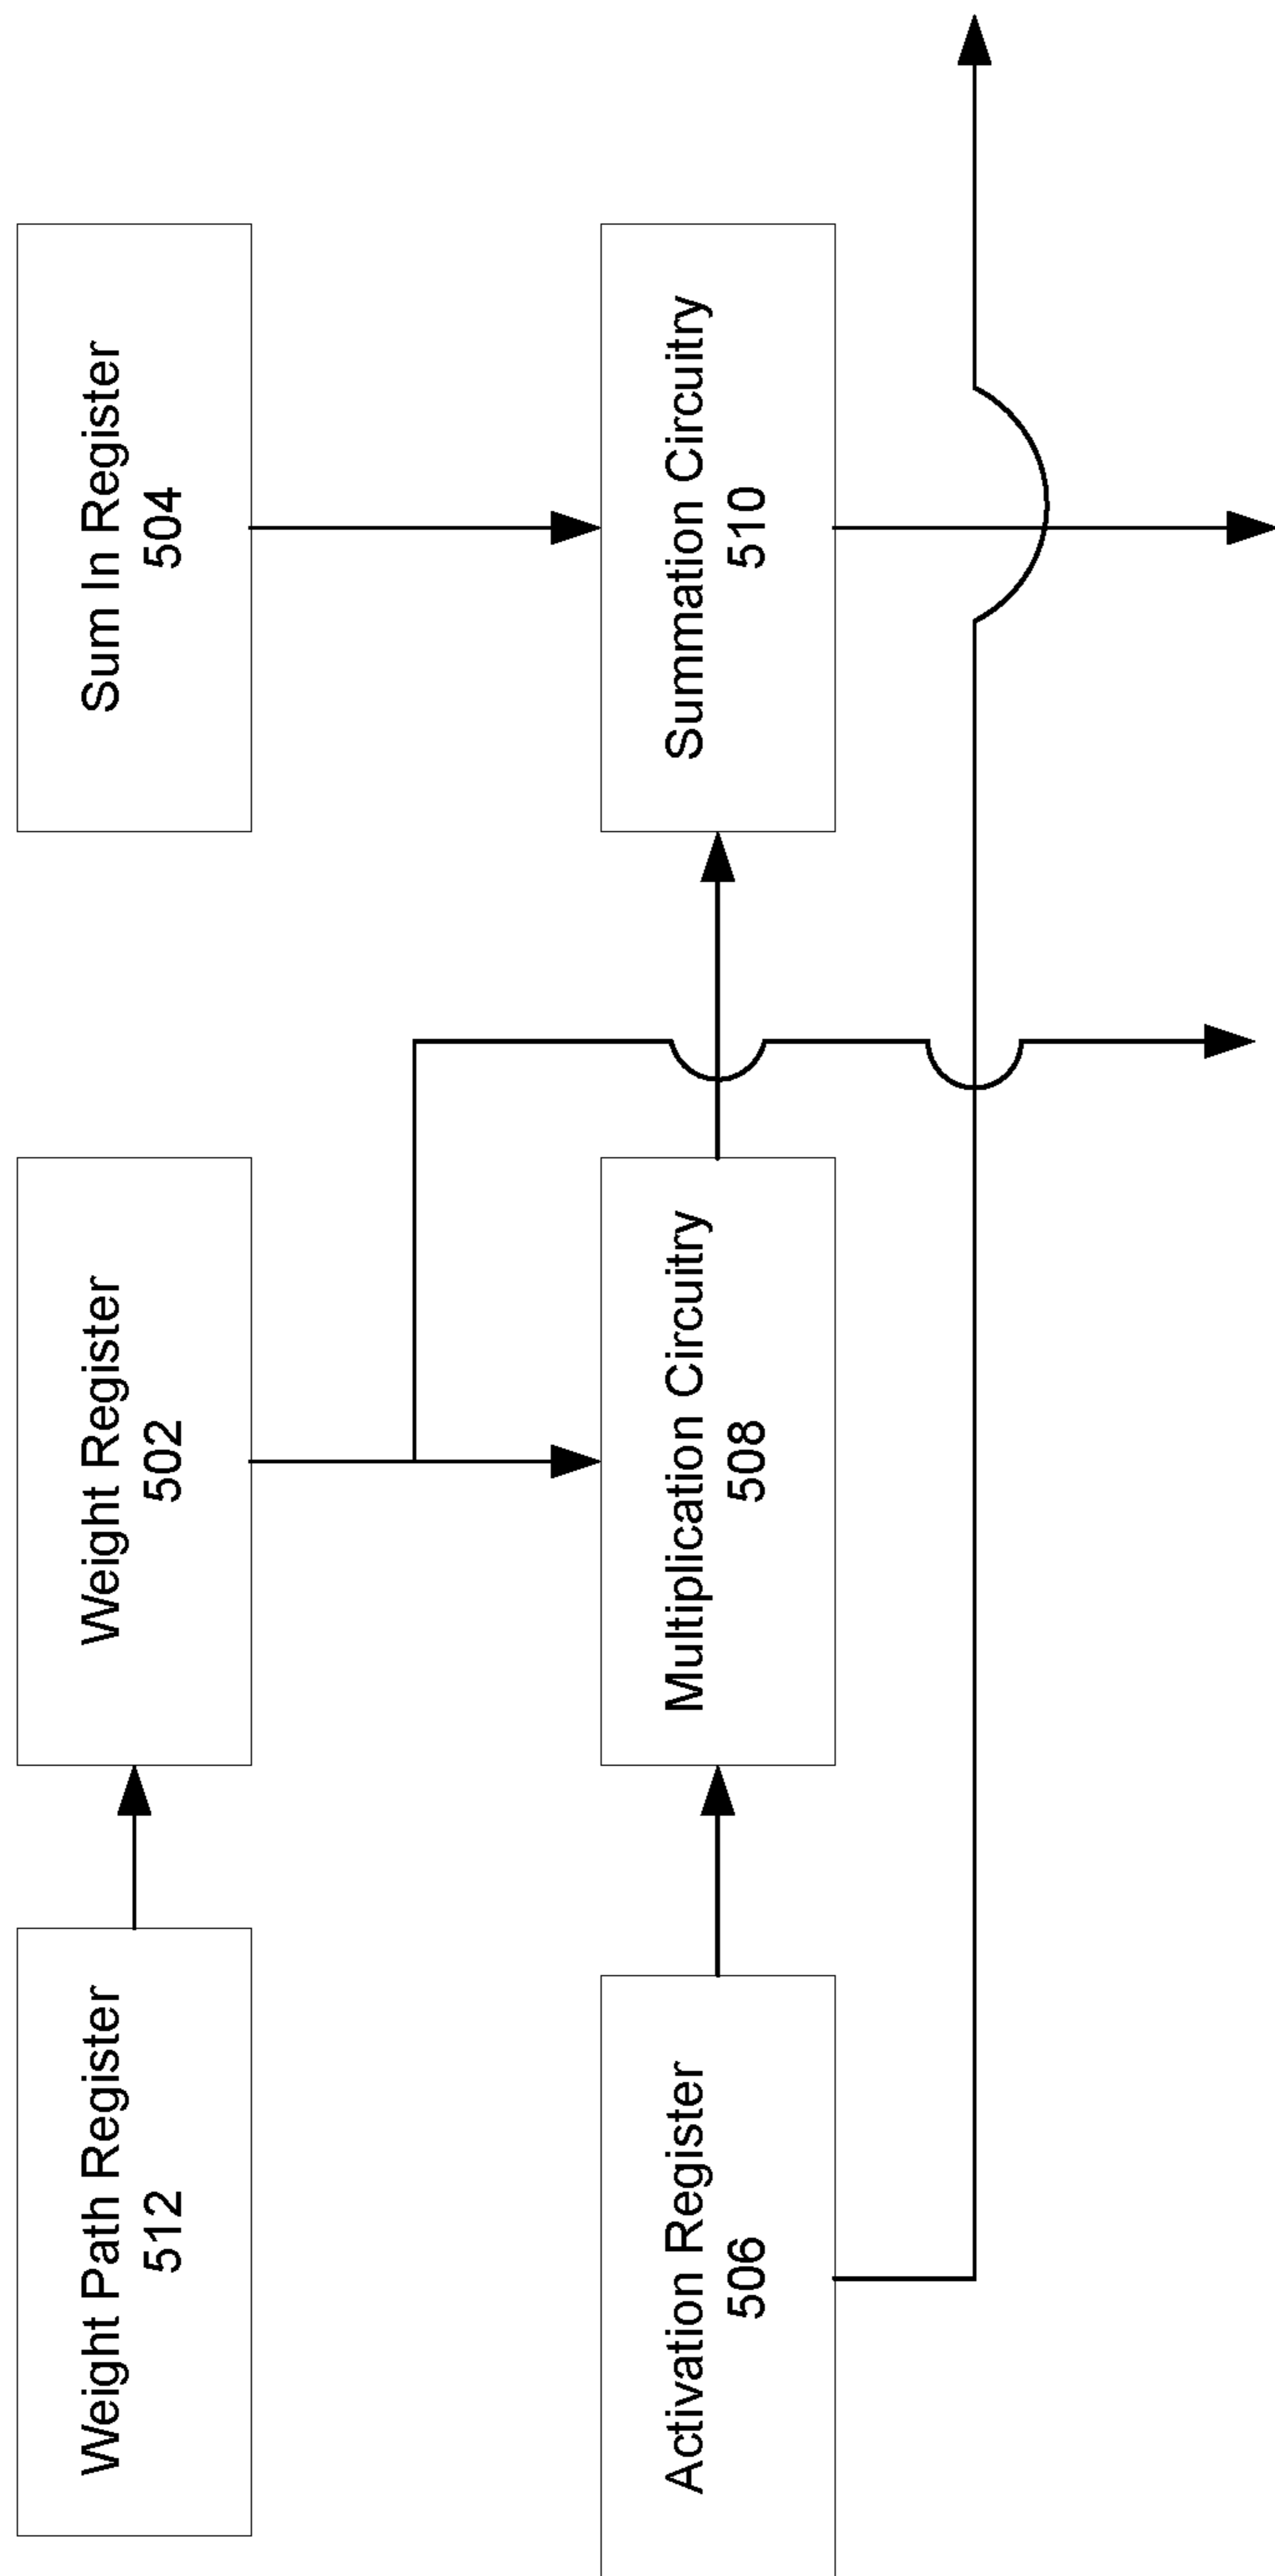 Weight Path Register
512
Weight Register
502
Sum In Register
504
Activation Register
506
Multiplication Circuitry
508
Summation Circuitry
510